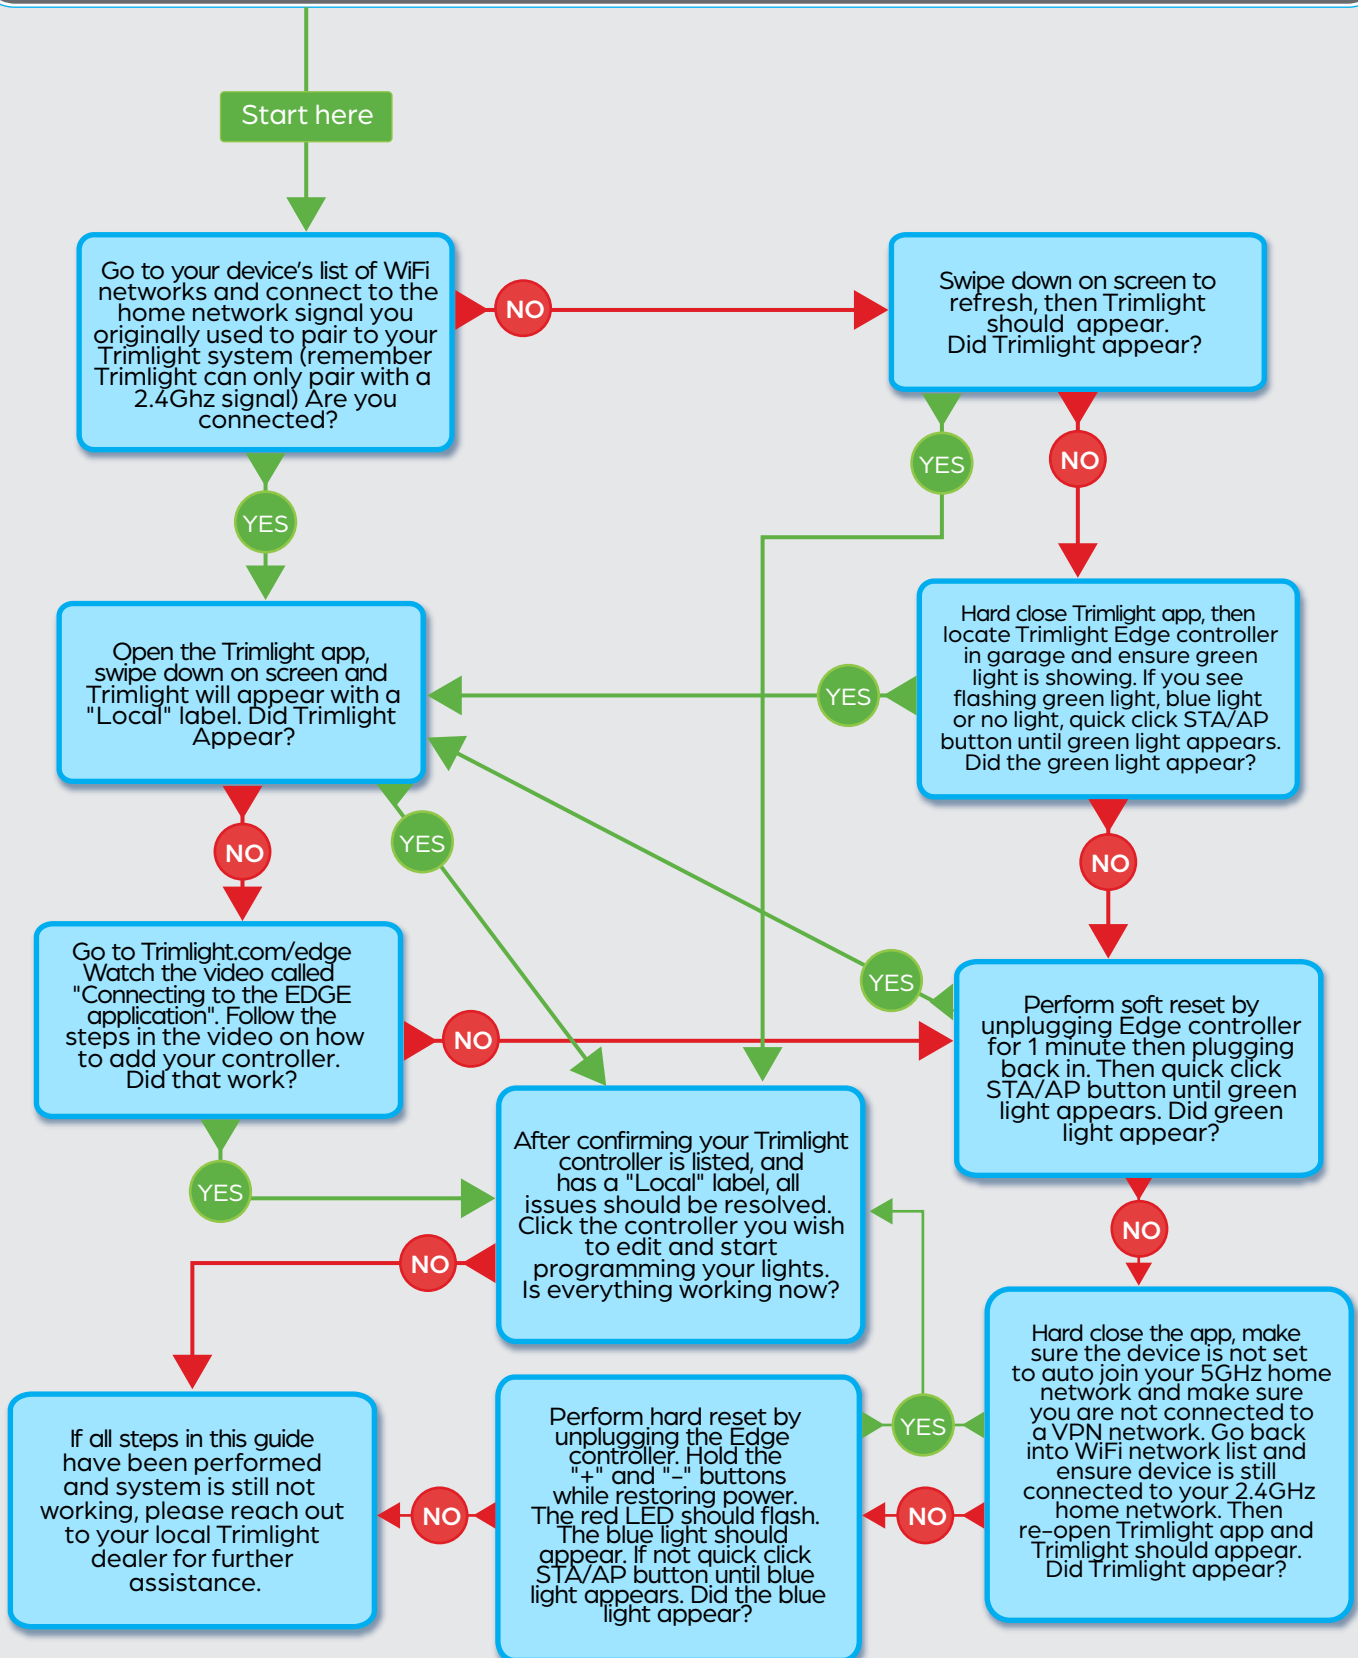 Start here
Go to your device's list of WiFi
networks and connect to the
home network signal you
originally used to pair to your
Trimlight system (remember
Trimlight can only pair with a
2.4Ghz signal) Are you
connected?
NO
Swipe down on screen to
refresh, then Trimlight
should appear.
Did Trimlight appear?
YES
YES
NO
Open the Trimlight app,
swipe down on screen and
Trimlight will appear with a
"Local" label. Did Trimlight
Appear?
YES
Hard close Trimlight app, then
locate Trimlight Edge controller
in garage and ensure green
light is showing. If you see
flashing green light, blue light
or no light, quick click STA/AP
button until green light appears.
Did the green light appear?
NO
YES
NO
Go to Trimlight.com/edge
Watch the video called
"Connecting to the EDGE
application". Follow the
steps in the video on how
to add your controller.
Did that work?
NO
YES
Perform soft reset by
unplugging Edge controller
for 1 minute then plugging
back in. Then quick click
STA/AP button until green
light appears. Did green
light appear?
YES
After confirming your Trimlight
controller is listed, and
has a "Local" label, all
issues should be resolved.
Click the controller you wish
to edit and start
programming your lights.
Is everything working now?
NO
NO
Hard close the app, make
sure the device is not set
to auto join your 5GHz home
network and make sure
you are not connected to
a VPN network. Go back
into WiFi network list and
ensure device is still
connected to your 2.4GHz
home network. Then
re-open Trimlight app and
Trimlight should appear.
Did Trimlight appear?
YES
NO
Perform hard reset by
unplugging the Edge
controller. Hold the
"+" and "-" buttons
while restoring power.
The red LED should flash.
The blue light should
appear. If not quick click
STA/AP button until blue
light appears. Did the blue
light appear?
NO
If all steps in this guide
have been performed
and system is still not
working, please reach out
to your local Trimlight
dealer for further
assistance.